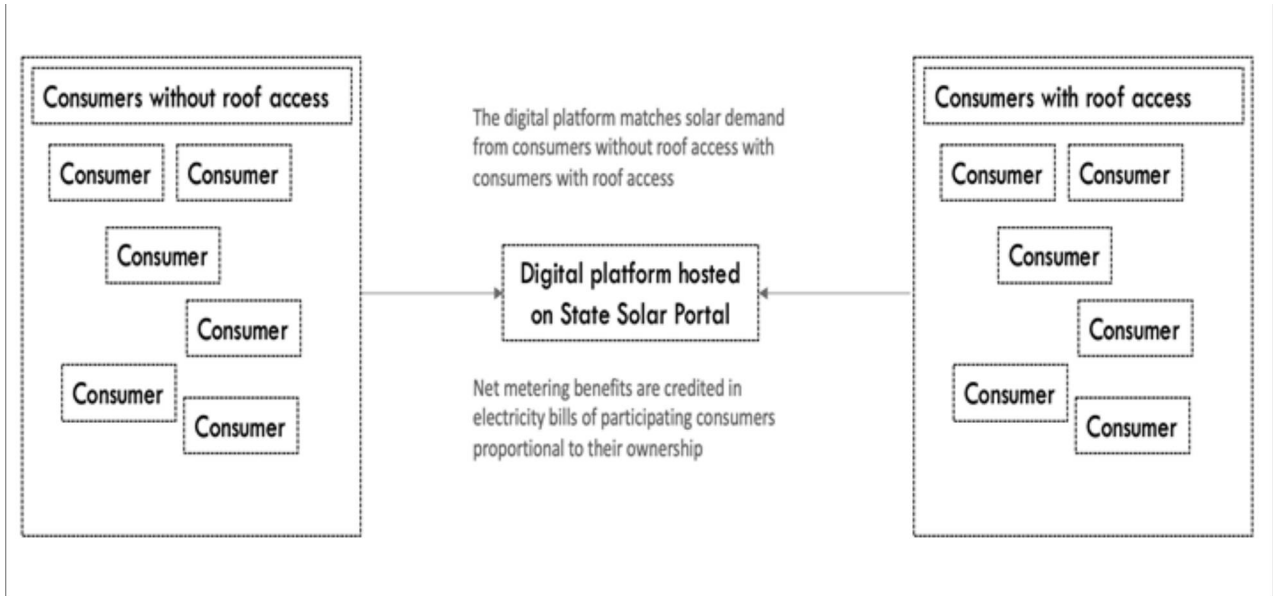 Consumers without roof access
Consumer
Consumer
Consumer
Consumer
Consumer
Consumer
The digital platform matches solar demand
from consumers without roof access with
consumers with roof access
Digital platform hosted
on State Solar Portal
Net metering benefits are credited in
electricity bills of participating consumers
proportional to their ownership
Consumers with roof access
Consumer
Consumer
Consumer
Consumer
Consumer
Consumer